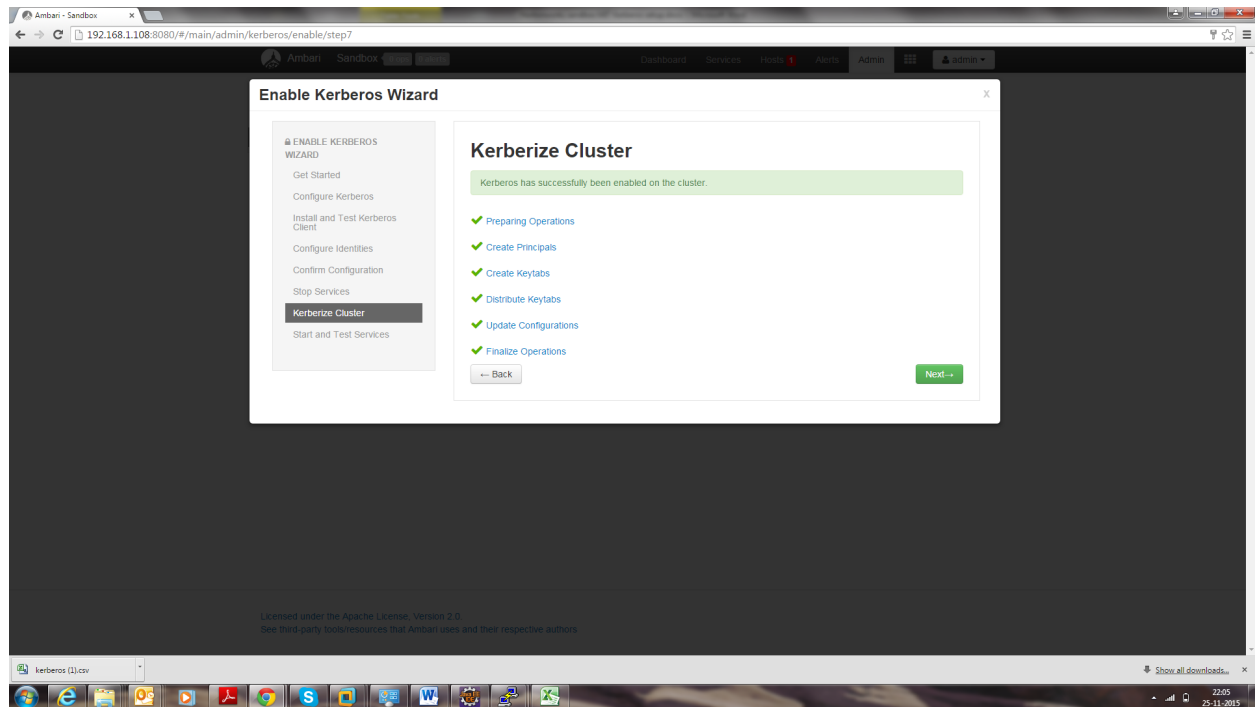 Ambari - Sandbox
192.168.1.108:8080/#/main/admin/kerberos/enable/step7
Ambari Sandbox
Dashboard Services Hosts 1 Alerts Admin admin
Enable Kerberos Wizard
X
ENABLE KERBEROS
WIZARD
Get Started
Configure Kerberos
Install and Test Kerberos
Client
Configure Identities
Confirm Configuration
Stop Services
Kerberize Cluster
Start and Test Services
Kerberize Cluster
Kerberos has successfully been enabled on the cluster.
Preparing Operations
Create Principals
Create Keytabs
Distribute Keytabs
Update Configurations
Finalize Operations
← Back
Next→
Licensed under the Apache License, Version 2.0.
See third-party tools/resources that Ambari uses and their respective authors
kerberos (1).csv
Show all downloads...
22:05
25-11-2015